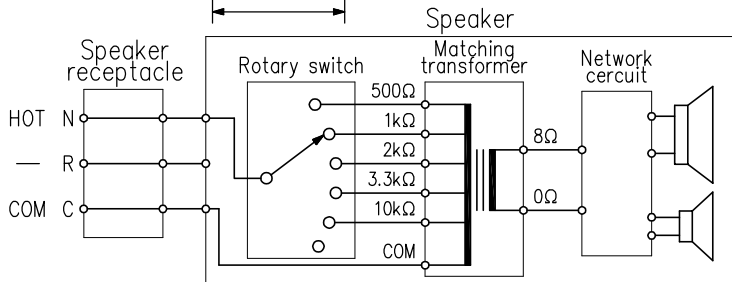 Speaker
Speaker
receptacle
Rotary switch
Matching
transformer
Network
cercuit
HOT N
— R
COM C
500Ω
1kΩ
2kΩ
3.3kΩ
10kΩ
COM
8Ω
0Ω